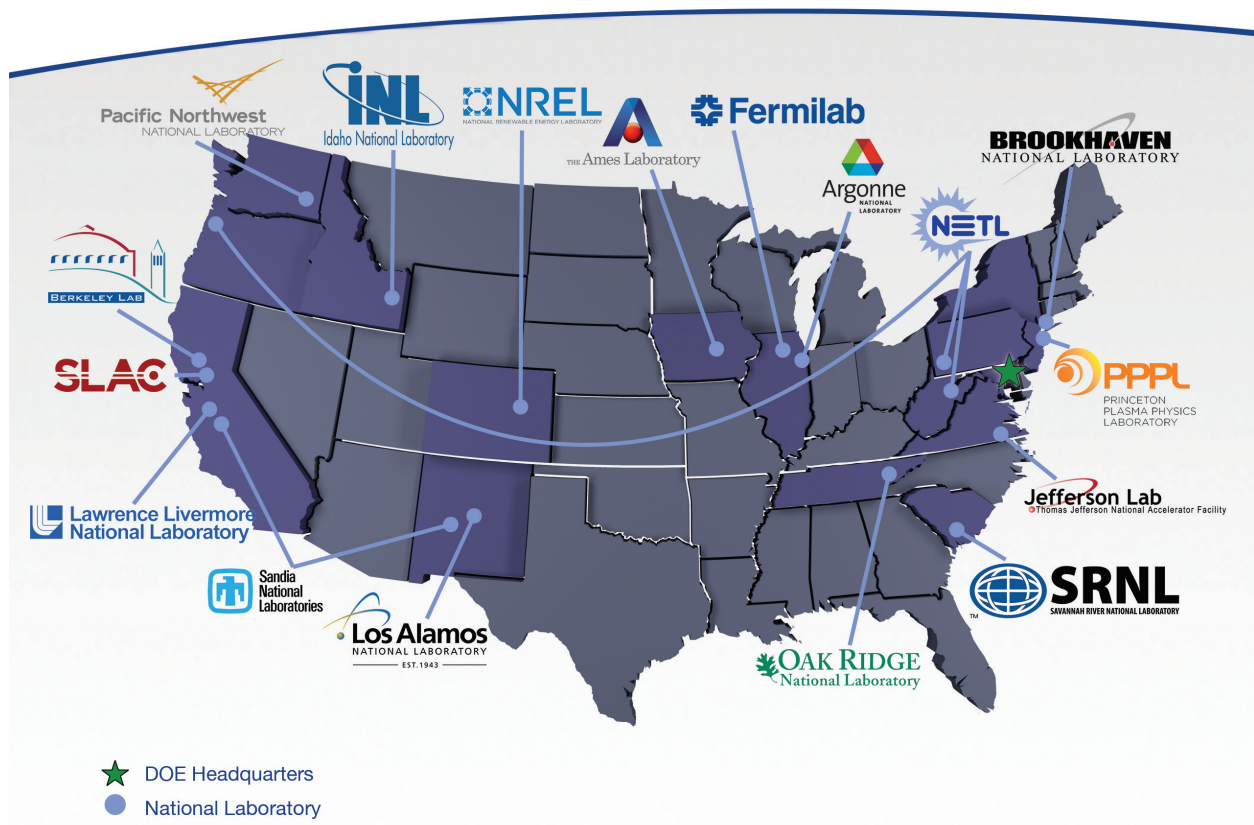 Pacific Northwest
NATIONAL LABORATORY
INL
Idaho National Laboratory
NREL
NATIONAL RENEWABLE ENERGY LABORATORY
THE Ames Laboratory
Fermilab
Argonne
NATIONAL
LABORATORY
BROOKHAVEN
NATIONAL LABORATORY
NETL
BERKELEY LAB
SLAC
PPPL
PRINCETON
PLASMA PHYSICS
LABORATORY
Lawrence Livermore
National Laboratory
Jefferson Lab
Thomas Jefferson National Accelerator Facility
Sandia
National
Laboratories
Los Alamos
NATIONAL LABORATORY
EST.1943
SRNL
SAVANNAH RIVER NATIONAL LABORATORY
TM
OAK RIDGE
National Laboratory
DOE Headquarters
National Laboratory